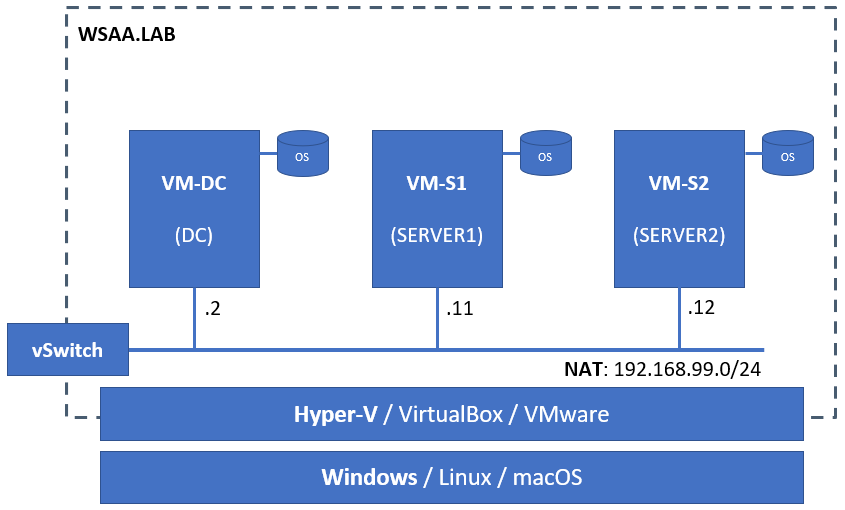 WSAA.LAB
VM-DC
(DC)
OS
VM-S1
(SERVER1)
OS
VM-S2
(SERVER2)
OS
.2
.11
.12
vSwitch
NAT: 192.168.99.0/24
Hyper-V / VirtualBox / VMware
Windows / Linux / macOS